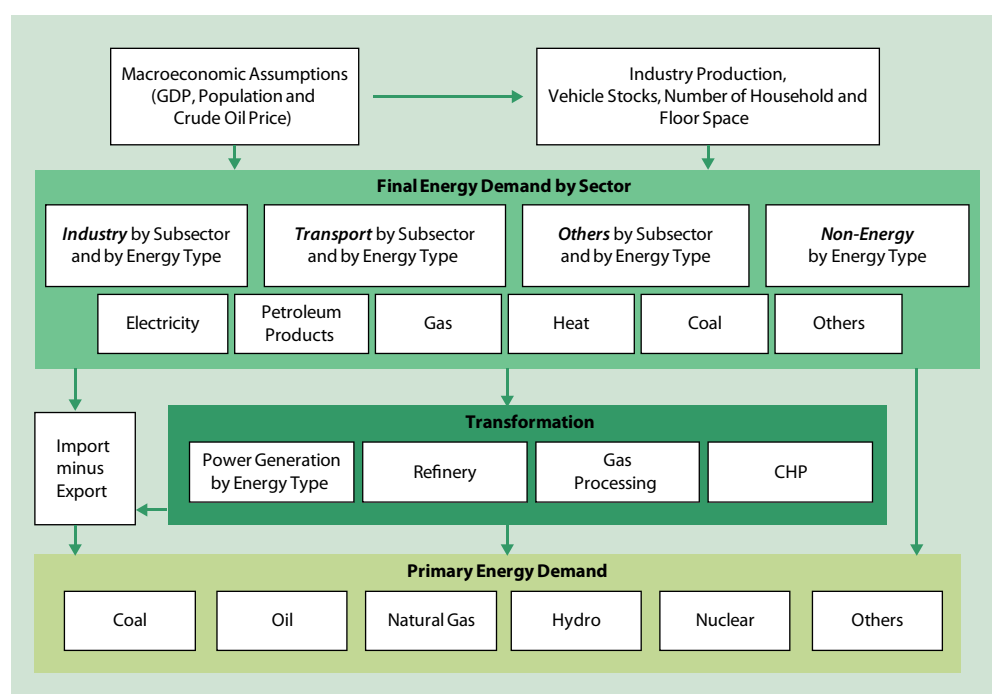 Macroeconomic Assumptions
(GDP, Population and
Crude Oil Price)
Industry Production,
Vehicle Stocks, Number of Household and
Floor Space
Final Energy Demand by Sector
Industry by Subsector
and by Energy Type
Transport by Subsector
and by Energy Type
Others by Subsector
and by Energy Type
Non-Energy
by Energy Type
Electricity
Petroleum
Products
Gas
Heat
Coal
Others
Import
minus
Export
Transformation
Power Generation
by Energy Type
Refinery
Gas
Processing
CHP
Primary Energy Demand
Coal
Oil
Natural Gas
Hydro
Nuclear
Others